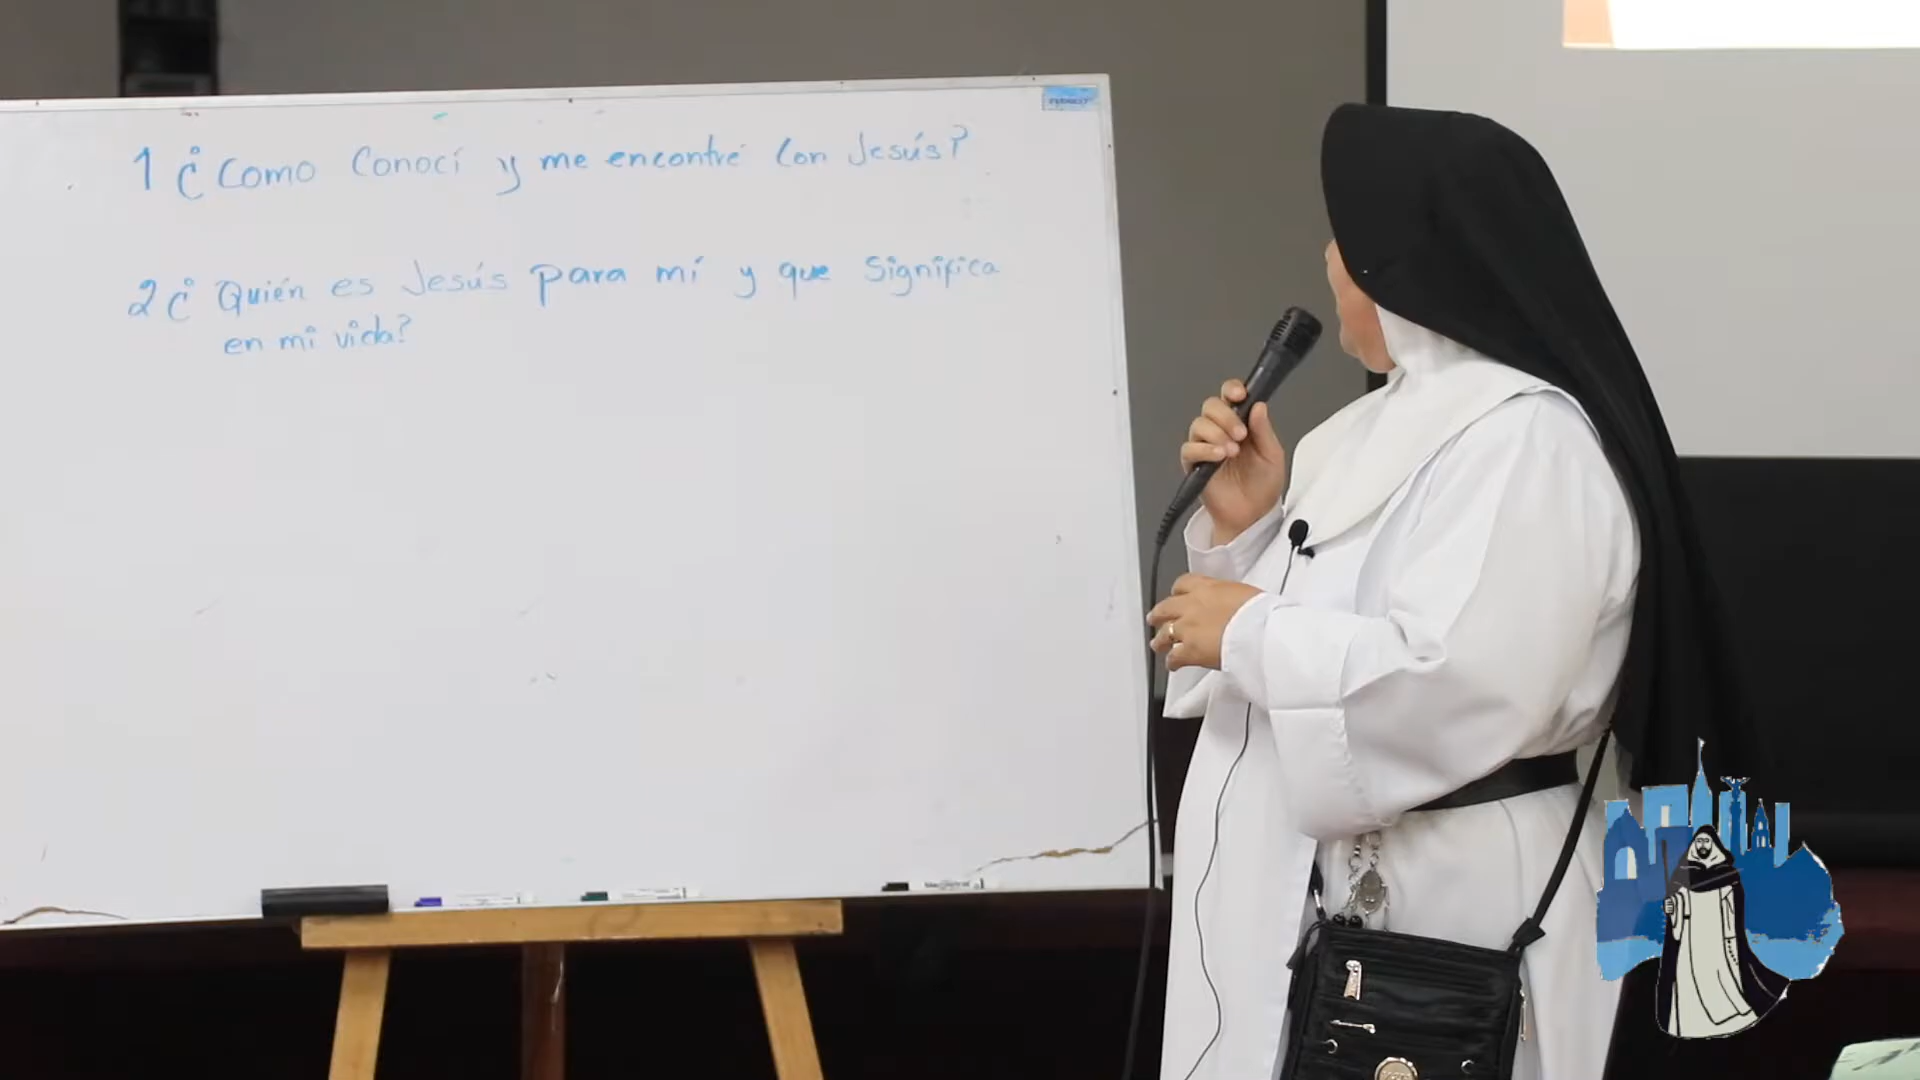 1 ¿Como Conocí y me encontré Con Jesús?
2 ¿ Quién es Jesús para mí y que significa
en mi vida?